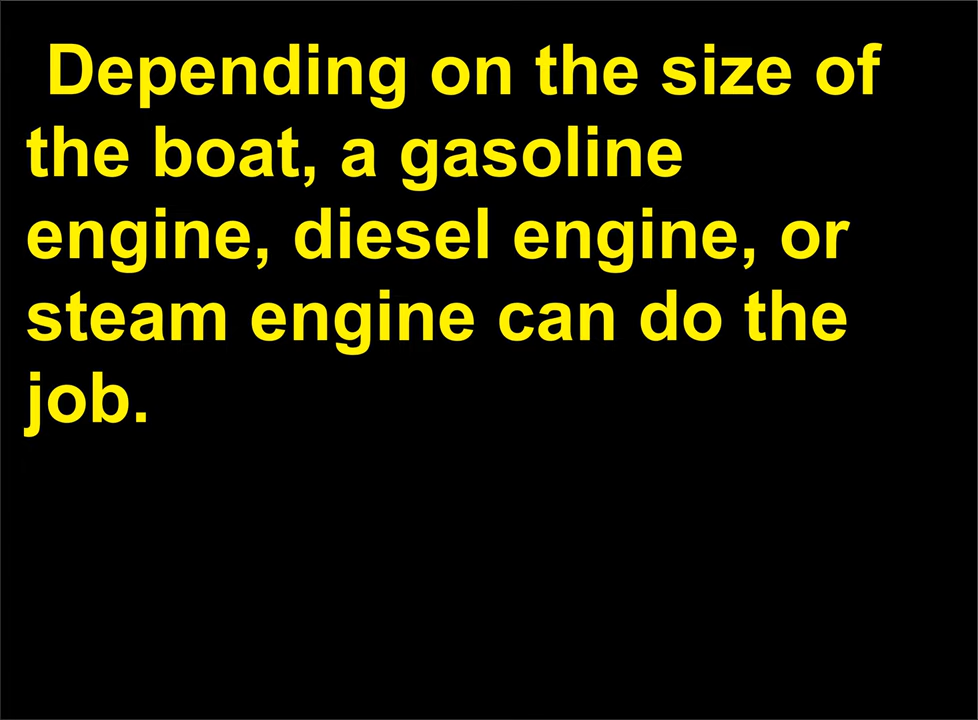 Depending on the size of
the boat, a gasoline
engine, diesel engine, or
steam engine can do the
job.